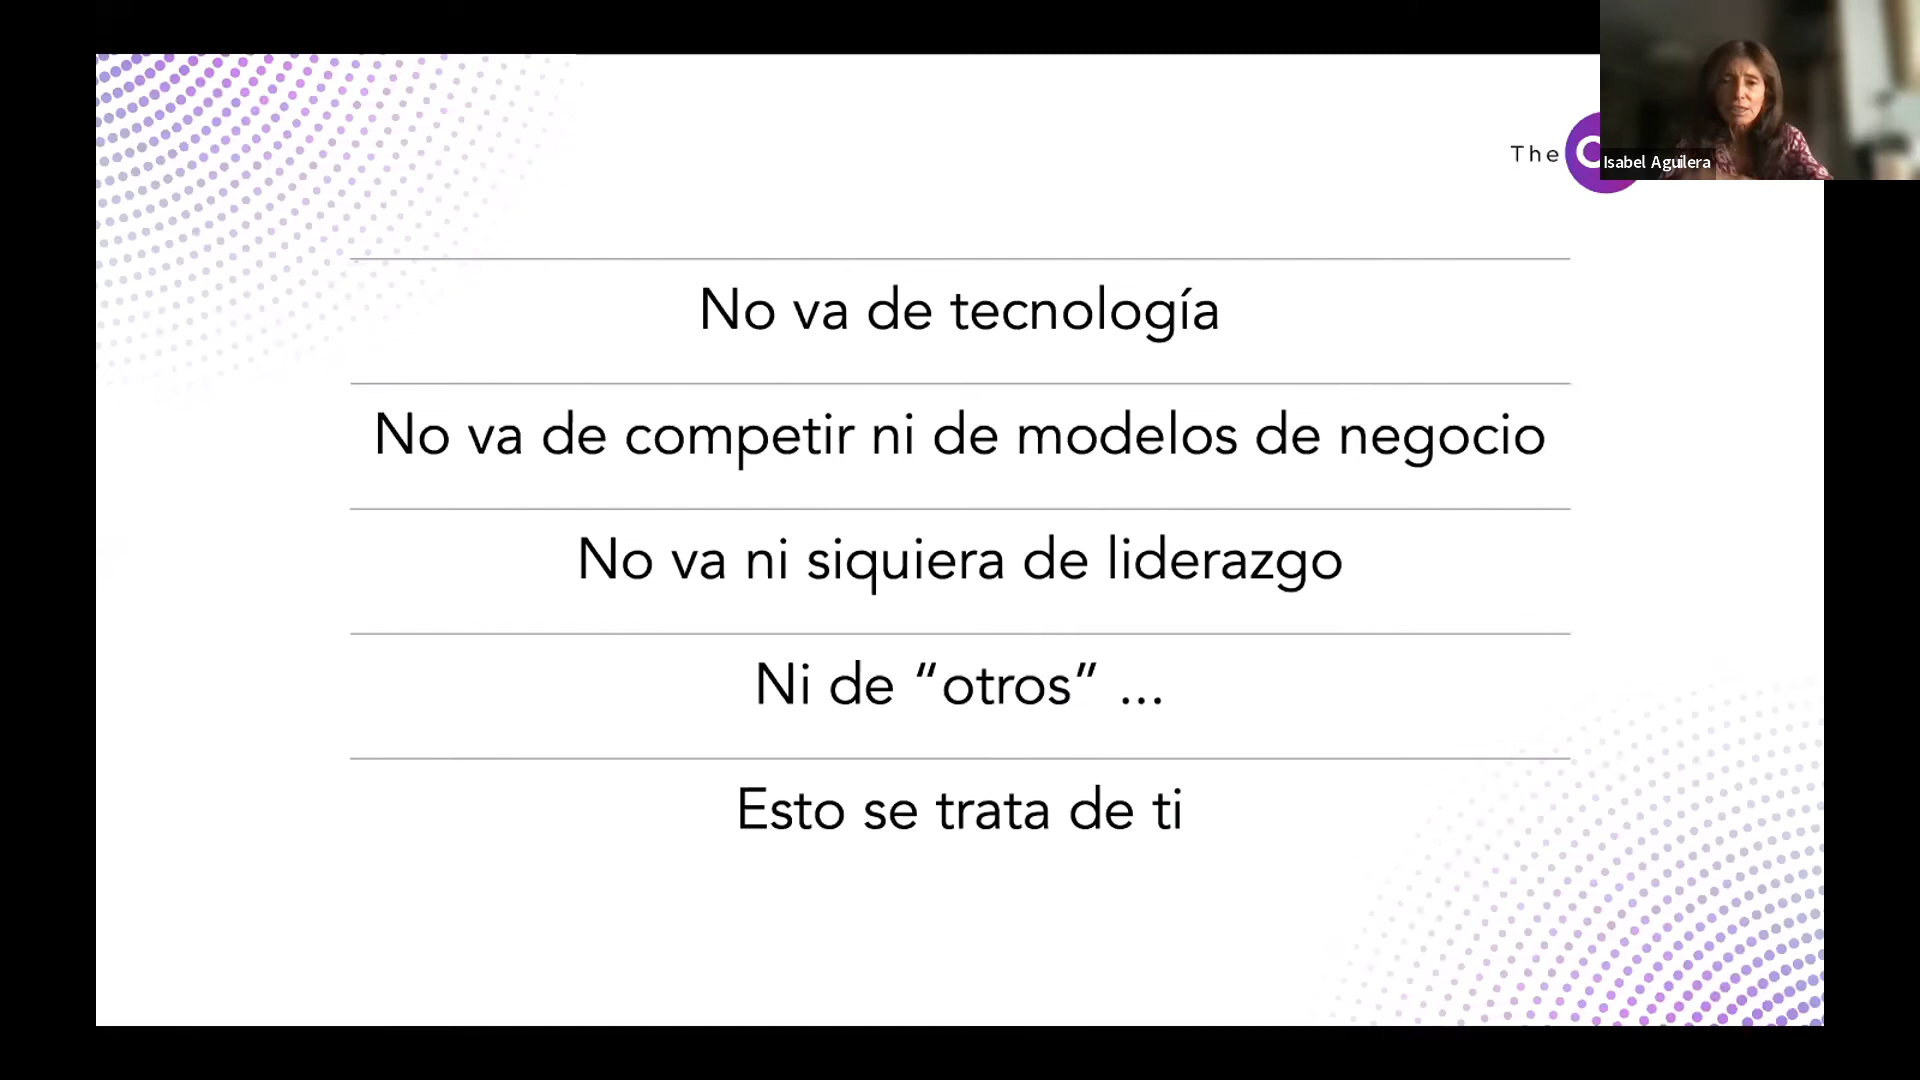 The
Isabel Aguilera
No va de tecnología
No va de competir ni de modelos de negocio
No va ni siquiera de liderazgo
Ni de “otros” ...
Esto se trata de ti